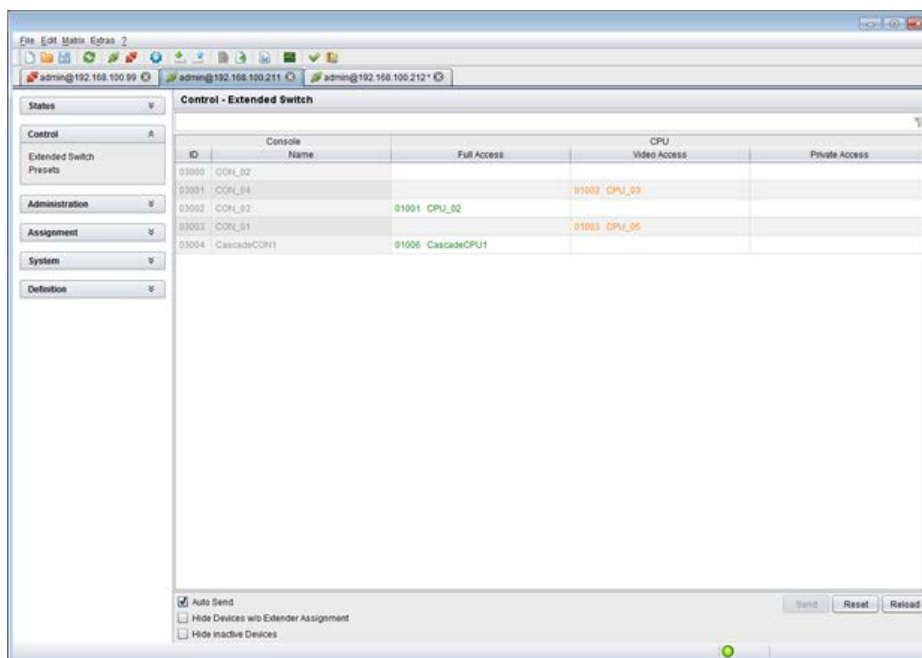 File Edit Matrix Extras ?
admin@192.168.100.99 admin@192.168.100.211 admin@192.168.100.212*
Status
Control
Extended Switch
Presets
Administration
Assignment
System
Definition
Control - Extended Switch
Console CPU
ID Name Full Access Video Access Private Access
03000 CON_02
03001 CON_04 01002 CPU_03
03002 CON_03 01001 CPU_02
03003 CON_01 01003 CPU_05
03004 CascadeCON1 01006 CascadeCPU1
Auto Send
Hide Devices w/o Extender Assignment
Hide inactive Devices
Send Reset Reload